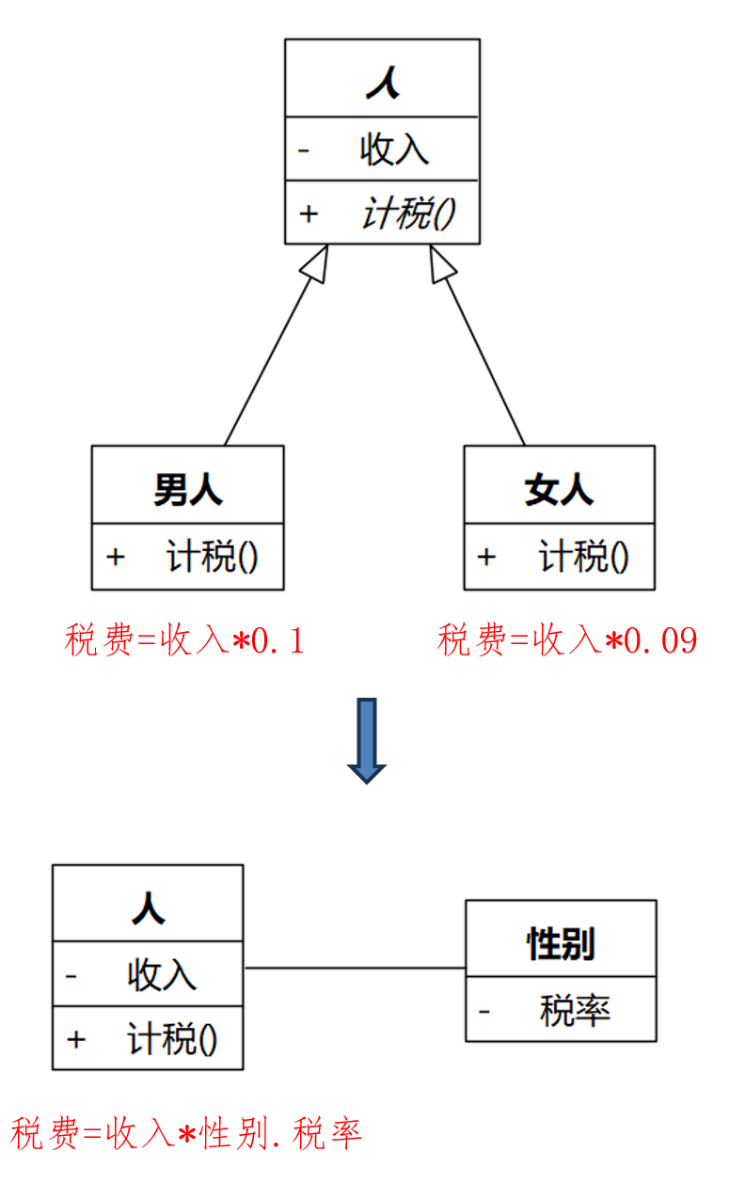 人
- 收入
+ 计税()
男人
+ 计税()
女人
+ 计税()
税费=收入*0.1
税费=收入*0.09
人
- 收入
+ 计税()
性别
- 税率
税费=收入*性别.税率